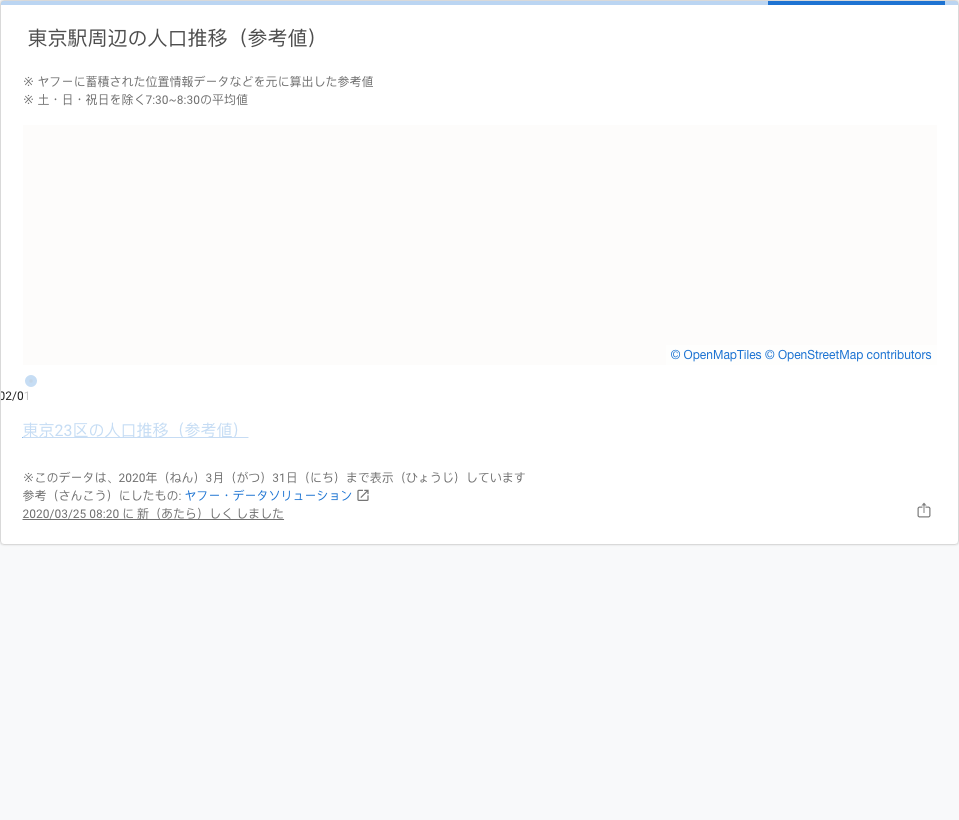 東京駅周辺の人口推移（参考値）
※ ヤフーに蓄積された位置情報データなどを元に算出した参考値
※ 土・日・祝日を除く7:30~8:30の平均値
© OpenMapTiles © OpenStreetMap contributors
02/01
東京23区の人口推移（参考値）
※このデータは、2020年（ねん）3月（がつ）31日（にち）まで表示（ひょうじ）しています
参考（さんこう）にしたもの: ヤフー・データソリューション
2020/03/25 08:20 に 新（あたら）しく しました